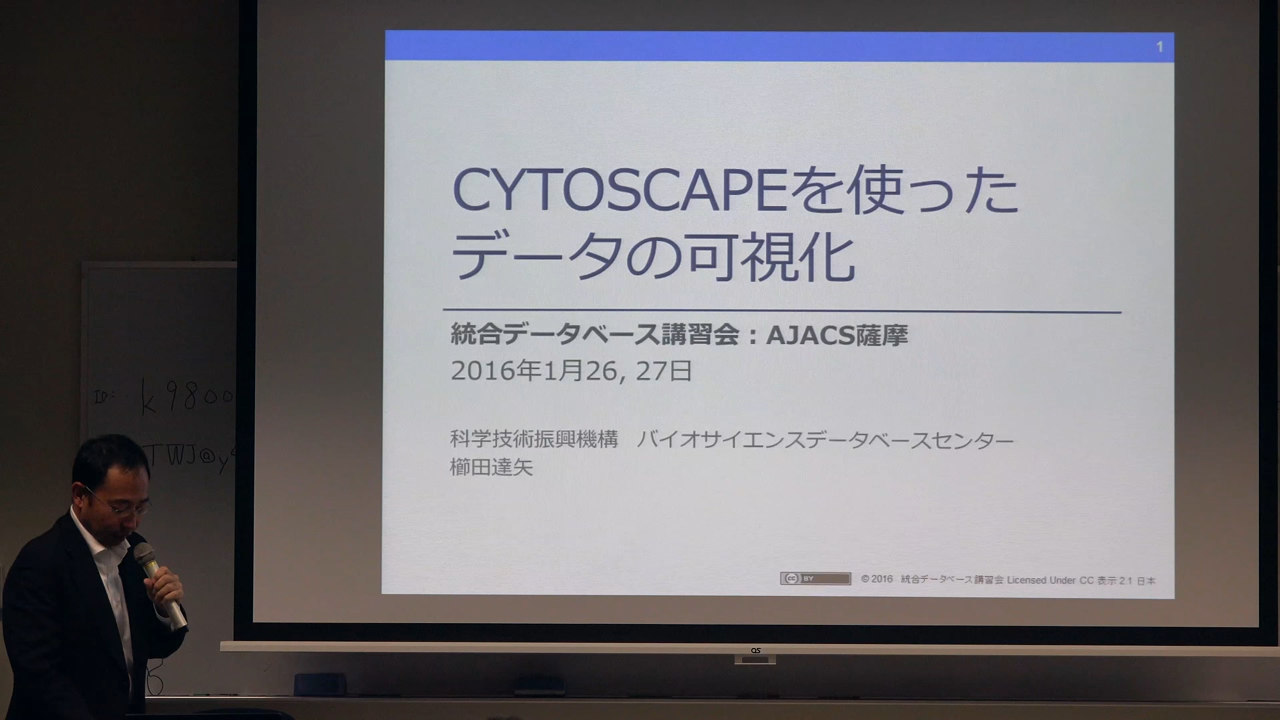 1
CYTOSCAPEを使った
データの可視化
統合データベース講習会：AJACS薩摩
2016年1月26, 27日
科学技術振興機構　バイオサイエンスデータベースセンター
櫛田達矢
cc BY
© 2016 統合データベース講習会 Licensed Under CC 表示 2.1 日本
ID: k9800
TWJ@y
OS